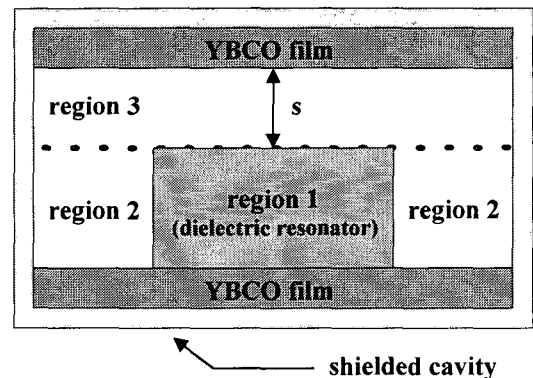 YBCO film
region 3
s
region 1
region 2
(dielectric resonator)
region 2
YBCO film
shielded cavity